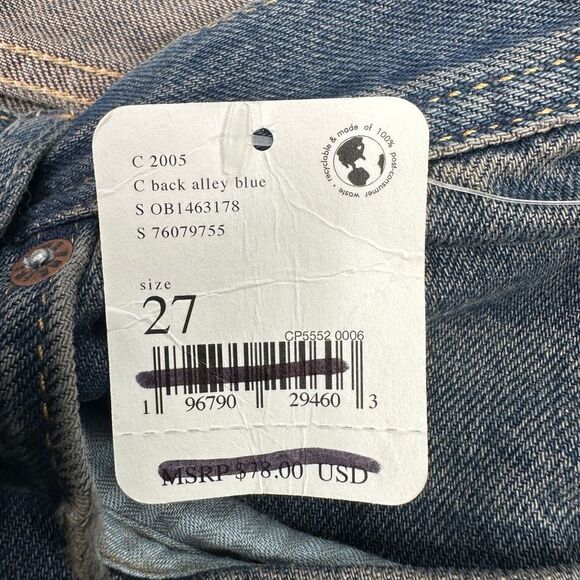 C 2005
C back alley blue
S OB1463178
S 76079755
recyclable & made of 100% post-consumer waste •
size
27
CP5552 0006
1 96790 29460 3
MSRP $78.00 USD